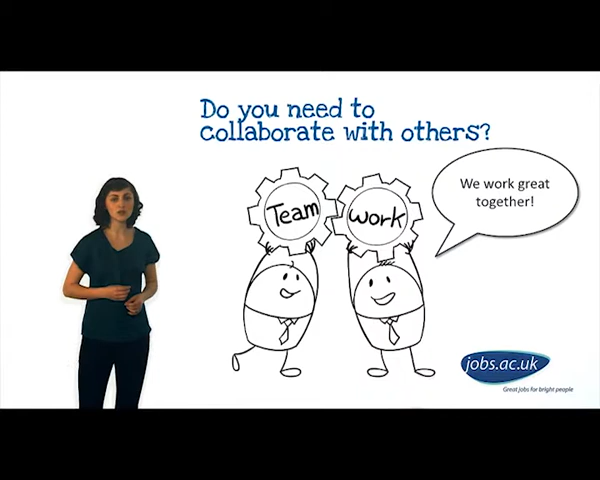 Do you need to
collaborate with others?
We work great
together!
Team
work
jobs.ac.uk
Great jobs for bright people